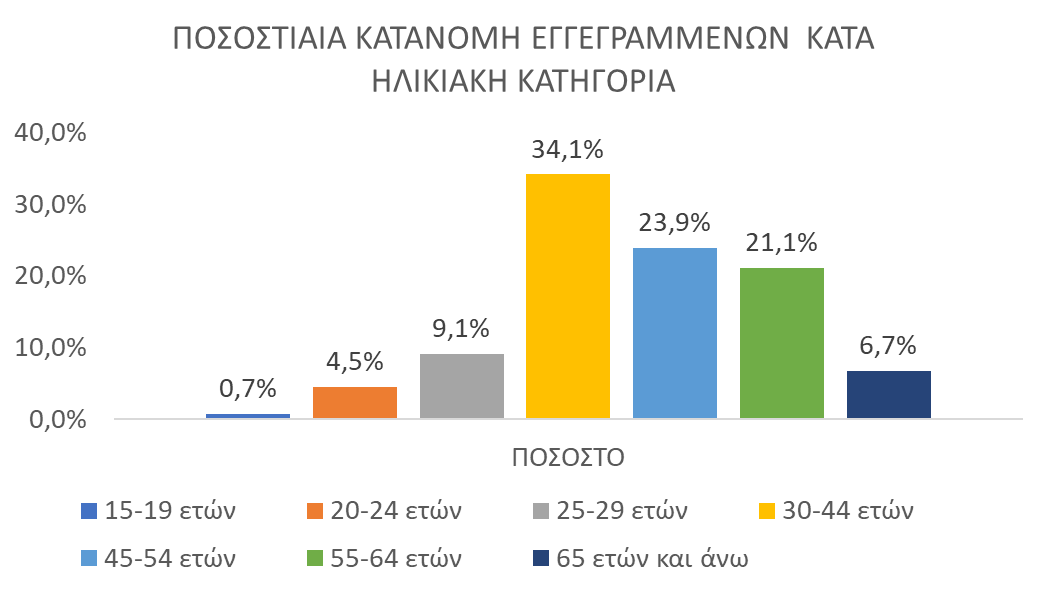 ΠΟΣΟΣΤΙΑΙΑ ΚΑΤΑΝΟΜΗ ΕΓΓΕΓΡΑΜΜΕΝΩΝ  ΚΑΤΑ
ΗΛΙΚΙΑΚΗ ΚΑΤΗΓΟΡΙΑ
40,0%
30,0%
20,0%
10,0%
0,0%
0,7%
4,5%
9,1%
34,1%
23,9%
21,1%
6,7%
ΠΟΣΟΣΤΟ
15-19 ετών
20-24 ετών
25-29 ετών
30-44 ετών
45-54 ετών
55-64 ετών
65 ετών και άνω